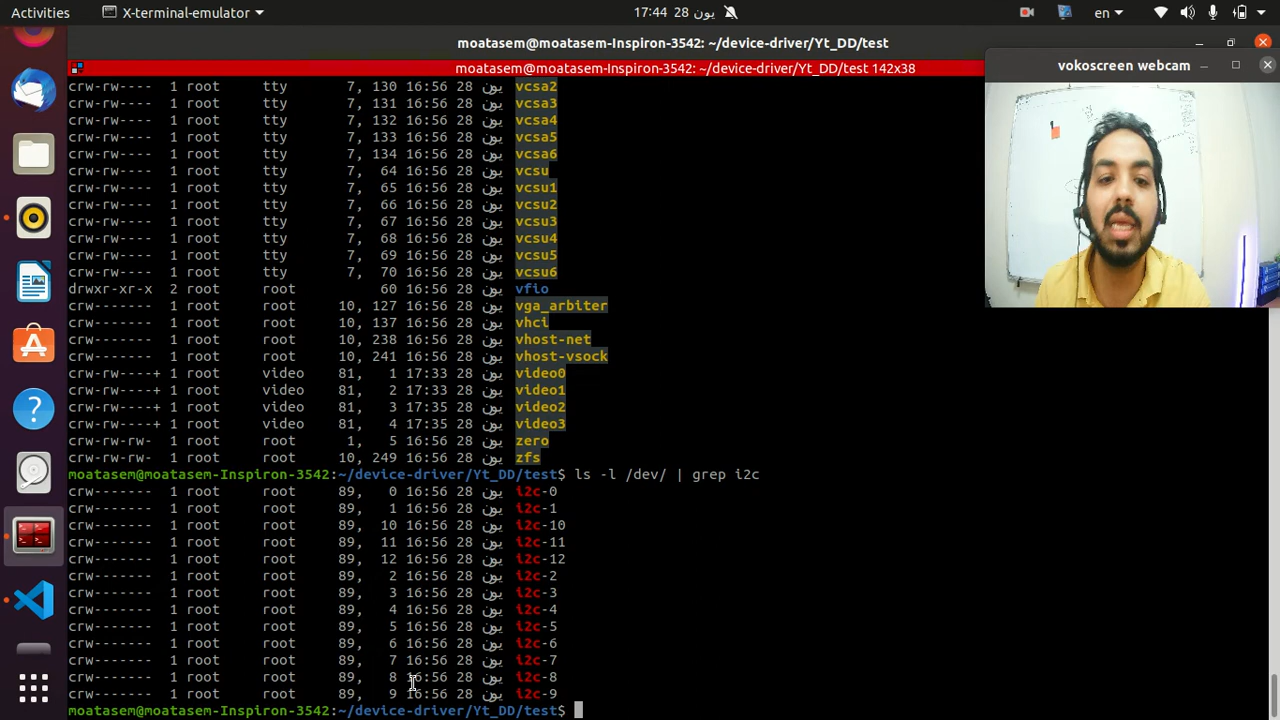 Activities X-terminal-emulator 17:44 28 يون en
moatasem@moatasem-Inspiron-3542: ~/device-driver/Yt_DD/test
moatasem@moatasem-Inspiron-3542: ~/device-driver/Yt_DD/test 142x38
vokoscreen webcam
crw-rw---- 1 root tty 7, 130 16:56 28 يون vcsa2
crw-rw---- 1 root tty 7, 131 16:56 28 يون vcsa3
crw-rw---- 1 root tty 7, 132 16:56 28 يون vcsa4
crw-rw---- 1 root tty 7, 133 16:56 28 يون vcsa5
crw-rw---- 1 root tty 7, 134 16:56 28 يون vcsa6
crw-rw---- 1 root tty 7, 64 16:56 28 يون vcsu
crw-rw---- 1 root tty 7, 65 16:56 28 يون vcsu1
crw-rw---- 1 root tty 7, 66 16:56 28 يون vcsu2
crw-rw---- 1 root tty 7, 67 16:56 28 يون vcsu3
crw-rw---- 1 root tty 7, 68 16:56 28 يون vcsu4
crw-rw---- 1 root tty 7, 69 16:56 28 يون vcsu5
crw-rw---- 1 root tty 7, 70 16:56 28 يون vcsu6
drwxr-xr-x 2 root root 60 16:56 28 يون vfio
crw------- 1 root root 10, 127 16:56 28 يون vga_arbiter
crw------- 1 root root 10, 137 16:56 28 يون vhci
crw------- 1 root root 10, 238 16:56 28 يون vhost-net
crw------- 1 root root 10, 241 16:56 28 يون vhost-vsock
crw-rw----+ 1 root video 81, 1 17:33 28 يون video0
crw-rw----+ 1 root video 81, 2 17:33 28 يون video1
crw-rw----+ 1 root video 81, 3 17:35 28 يون video2
crw-rw----+ 1 root video 81, 4 17:35 28 يون video3
crw-rw-rw- 1 root root 1, 5 16:56 28 يون zero
crw-rw-rw- 1 root root 10, 249 16:56 28 يون zfs
moatasem@moatasem-Inspiron-3542:~/device-driver/Yt_DD/test$ ls -l /dev/ | grep i2c
crw------- 1 root root 89, 0 16:56 28 يون i2c-0
crw------- 1 root root 89, 1 16:56 28 يون i2c-1
crw------- 1 root root 89, 10 16:56 28 يون i2c-10
crw------- 1 root root 89, 11 16:56 28 يون i2c-11
crw------- 1 root root 89, 12 16:56 28 يون i2c-12
crw------- 1 root root 89, 2 16:56 28 يون i2c-2
crw------- 1 root root 89, 3 16:56 28 يون i2c-3
crw------- 1 root root 89, 4 16:56 28 يون i2c-4
crw------- 1 root root 89, 5 16:56 28 يون i2c-5
crw------- 1 root root 89, 6 16:56 28 يون i2c-6
crw------- 1 root root 89, 7 16:56 28 يون i2c-7
crw------- 1 root root 89, 8 16:56 28 يون i2c-8
crw------- 1 root root 89, 9 16:56 28 يون i2c-9
moatasem@moatasem-Inspiron-3542:~/device-driver/Yt_DD/test$